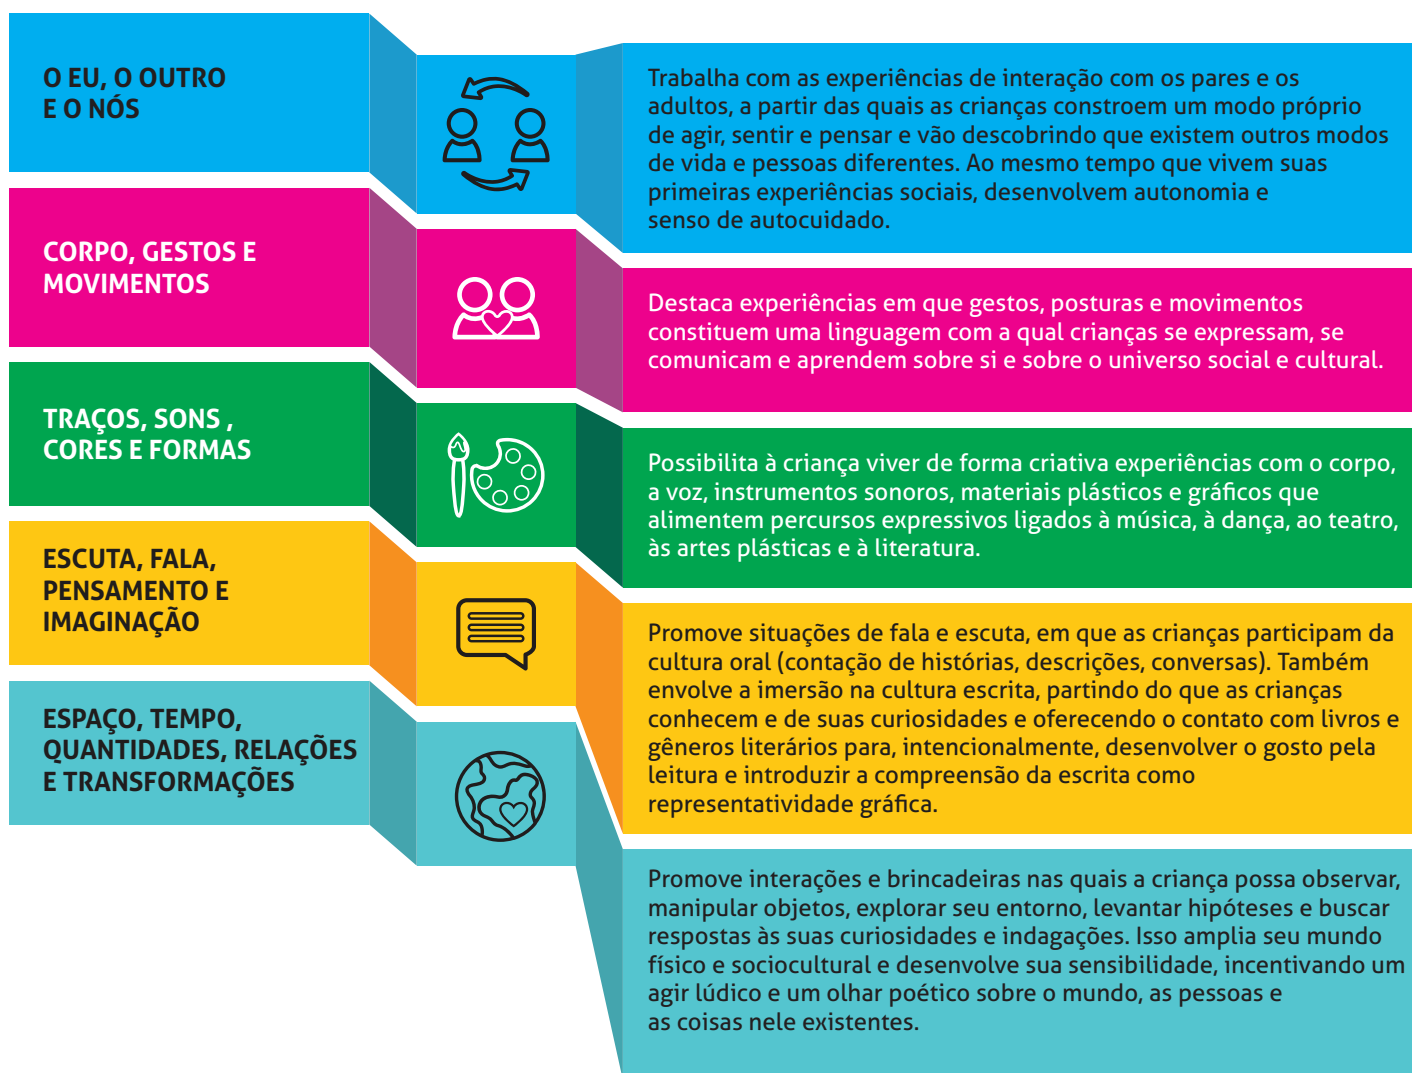 O EU, O OUTRO
E O NÓS
Trabalha com as experiências de interação com os pares e os
adultos, a partir das quais as crianças constroem um modo próprio
de agir, sentir e pensar e vão descobrindo que existem outros modos
de vida e pessoas diferentes. Ao mesmo tempo que vivem suas
primeiras experiências sociais, desenvolvem autonomia e
senso de autocuidado.
CORPO, GESTOS E
MOVIMENTOS
Destaca experiências em que gestos, posturas e movimentos
constituem uma linguagem com a qual crianças se expressam, se
comunicam e aprendem sobre si e sobre o universo social e cultural.
TRAÇOS, SONS ,
CORES E FORMAS
Possibilita à criança viver de forma criativa experiências com o corpo,
a voz, instrumentos sonoros, materiais plásticos e gráficos que
alimentem percursos expressivos ligados à música, à dança, ao teatro,
às artes plásticas e à literatura.
ESCUTA, FALA,
PENSAMENTO E
IMAGINAÇÃO
Promove situações de fala e escuta, em que as crianças participam da
cultura oral (contação de histórias, descrições, conversas). Também
envolve a imersão na cultura escrita, partindo do que as crianças
conhecem e de suas curiosidades e oferecendo o contato com livros e
gêneros literários para, intencionalmente, desenvolver o gosto pela
leitura e introduzir a compreensão da escrita como
representatividade gráfica.
ESPAÇO, TEMPO,
QUANTIDADES, RELAÇÕES
E TRANSFORMAÇÕES
Promove interações e brincadeiras nas quais a criança possa observar,
manipular objetos, explorar seu entorno, levantar hipóteses e buscar
respostas às suas curiosidades e indagações. Isso amplia seu mundo
físico e sociocultural e desenvolve sua sensibilidade, incentivando um
agir lúdico e um olhar poético sobre o mundo, as pessoas e
as coisas nele existentes.